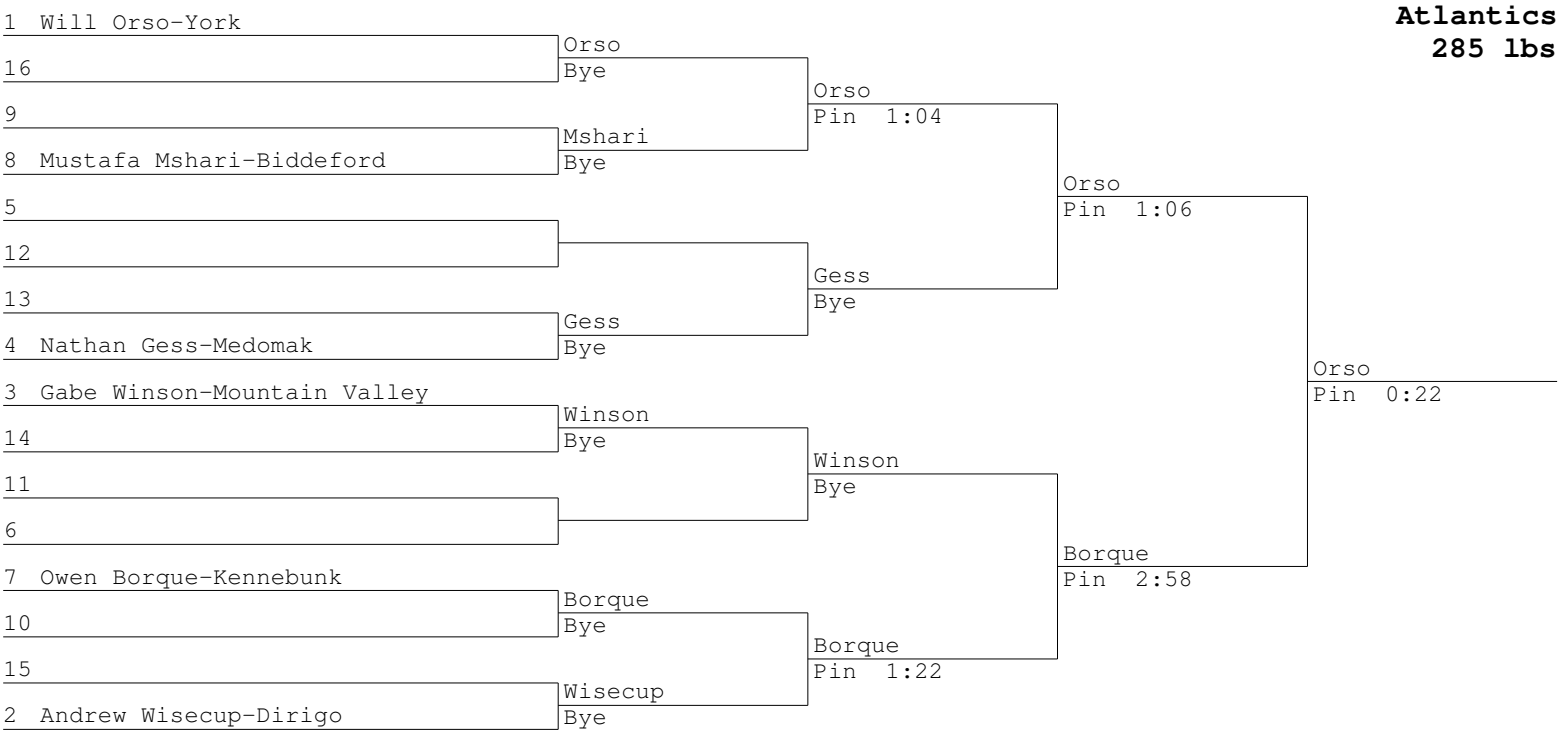 Atlantics
285 lbs
1 Will Orso-York
16
9
8 Mustafa Mshari-Biddeford
5
12
13
4 Nathan Gess-Medomak
3 Gabe Winson-Mountain Valley
14
11
6
7 Owen Borque-Kennebunk
10
15
2 Andrew Wisecup-Dirigo
Orso
Bye
Mshari
Bye
Gess
Bye
Winson
Bye
Borque
Bye
Wisecup
Bye
Orso
Pin 1:04
Gess
Bye
Winson
Bye
Borque
Pin 1:22
Orso
Pin 1:06
Borque
Pin 2:58
Orso
Pin 0:22